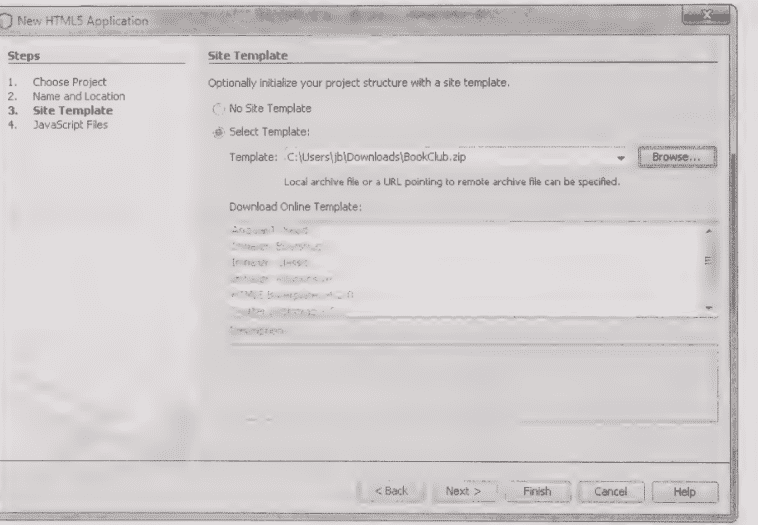 New HTML5 Application
Steps
1. Choose Project
2. Name and Location
3. Site Template
4. JavaScript Files
Site Template
Optionally initialize your project structure with a site template.
No Site Template
Select Template:
Template: C:\Users\jb\Downloads\BookClub.zip
Browse...
Local archive file or a URL pointing to remote archive file can be specified.
Download Online Template:
Description:
< Back
Next >
Finish
Cancel
Help